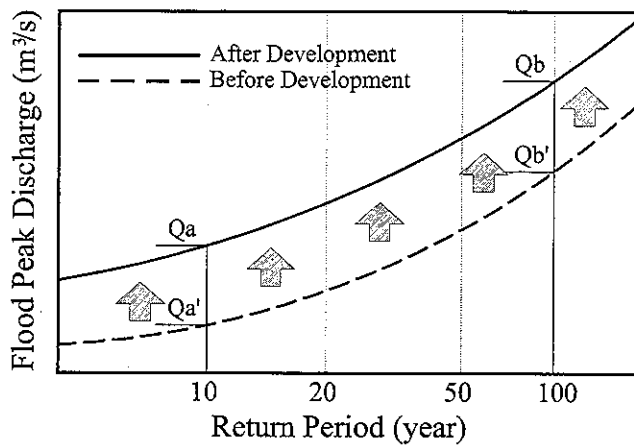 Flood Peak Discharge (m³/s)
After Development
Before Development
Qb
Qb'
Qa
Qa'
10 20 50 100
Return Period (year)